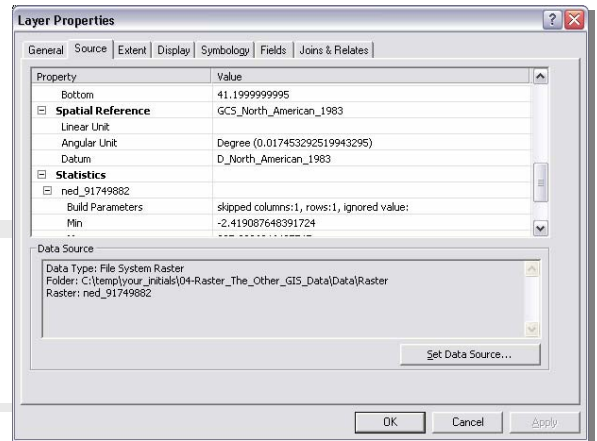 Layer Properties
General Source Extent Display Symbology Fields Joins & Relates
Property Value
Bottom 41.1999999995
Spatial Reference GCS_North_American_1983
Linear Unit
Angular Unit Degree (0.017453292519943295)
Datum D_North_American_1983
Statistics
ned_91749882
Build Parameters skipped columns:1, rows:1, ignored value:
Min -2.419087648391724
Data Source
Data Type: File System Raster
Folder: C:\temp\your_initials\04-Raster_The_Other_GIS_Data\Data\Raster
Raster: ned_91749882
Set Data Source...
OK Cancel Apply